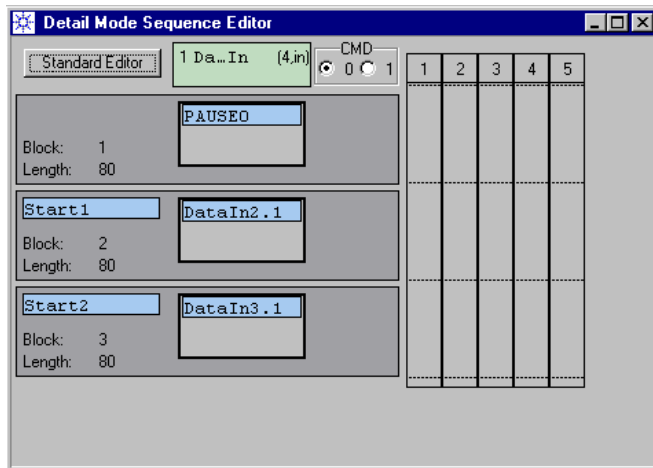 Detail Mode Sequence Editor
Standard Editor
1 Da…In (4,in)
CMD
0 1
1 2 3 4 5
PAUSE0
Block: 1
Length: 80
Start1
DataIn2.1
Block: 2
Length: 80
Start2
DataIn3.1
Block: 3
Length: 80